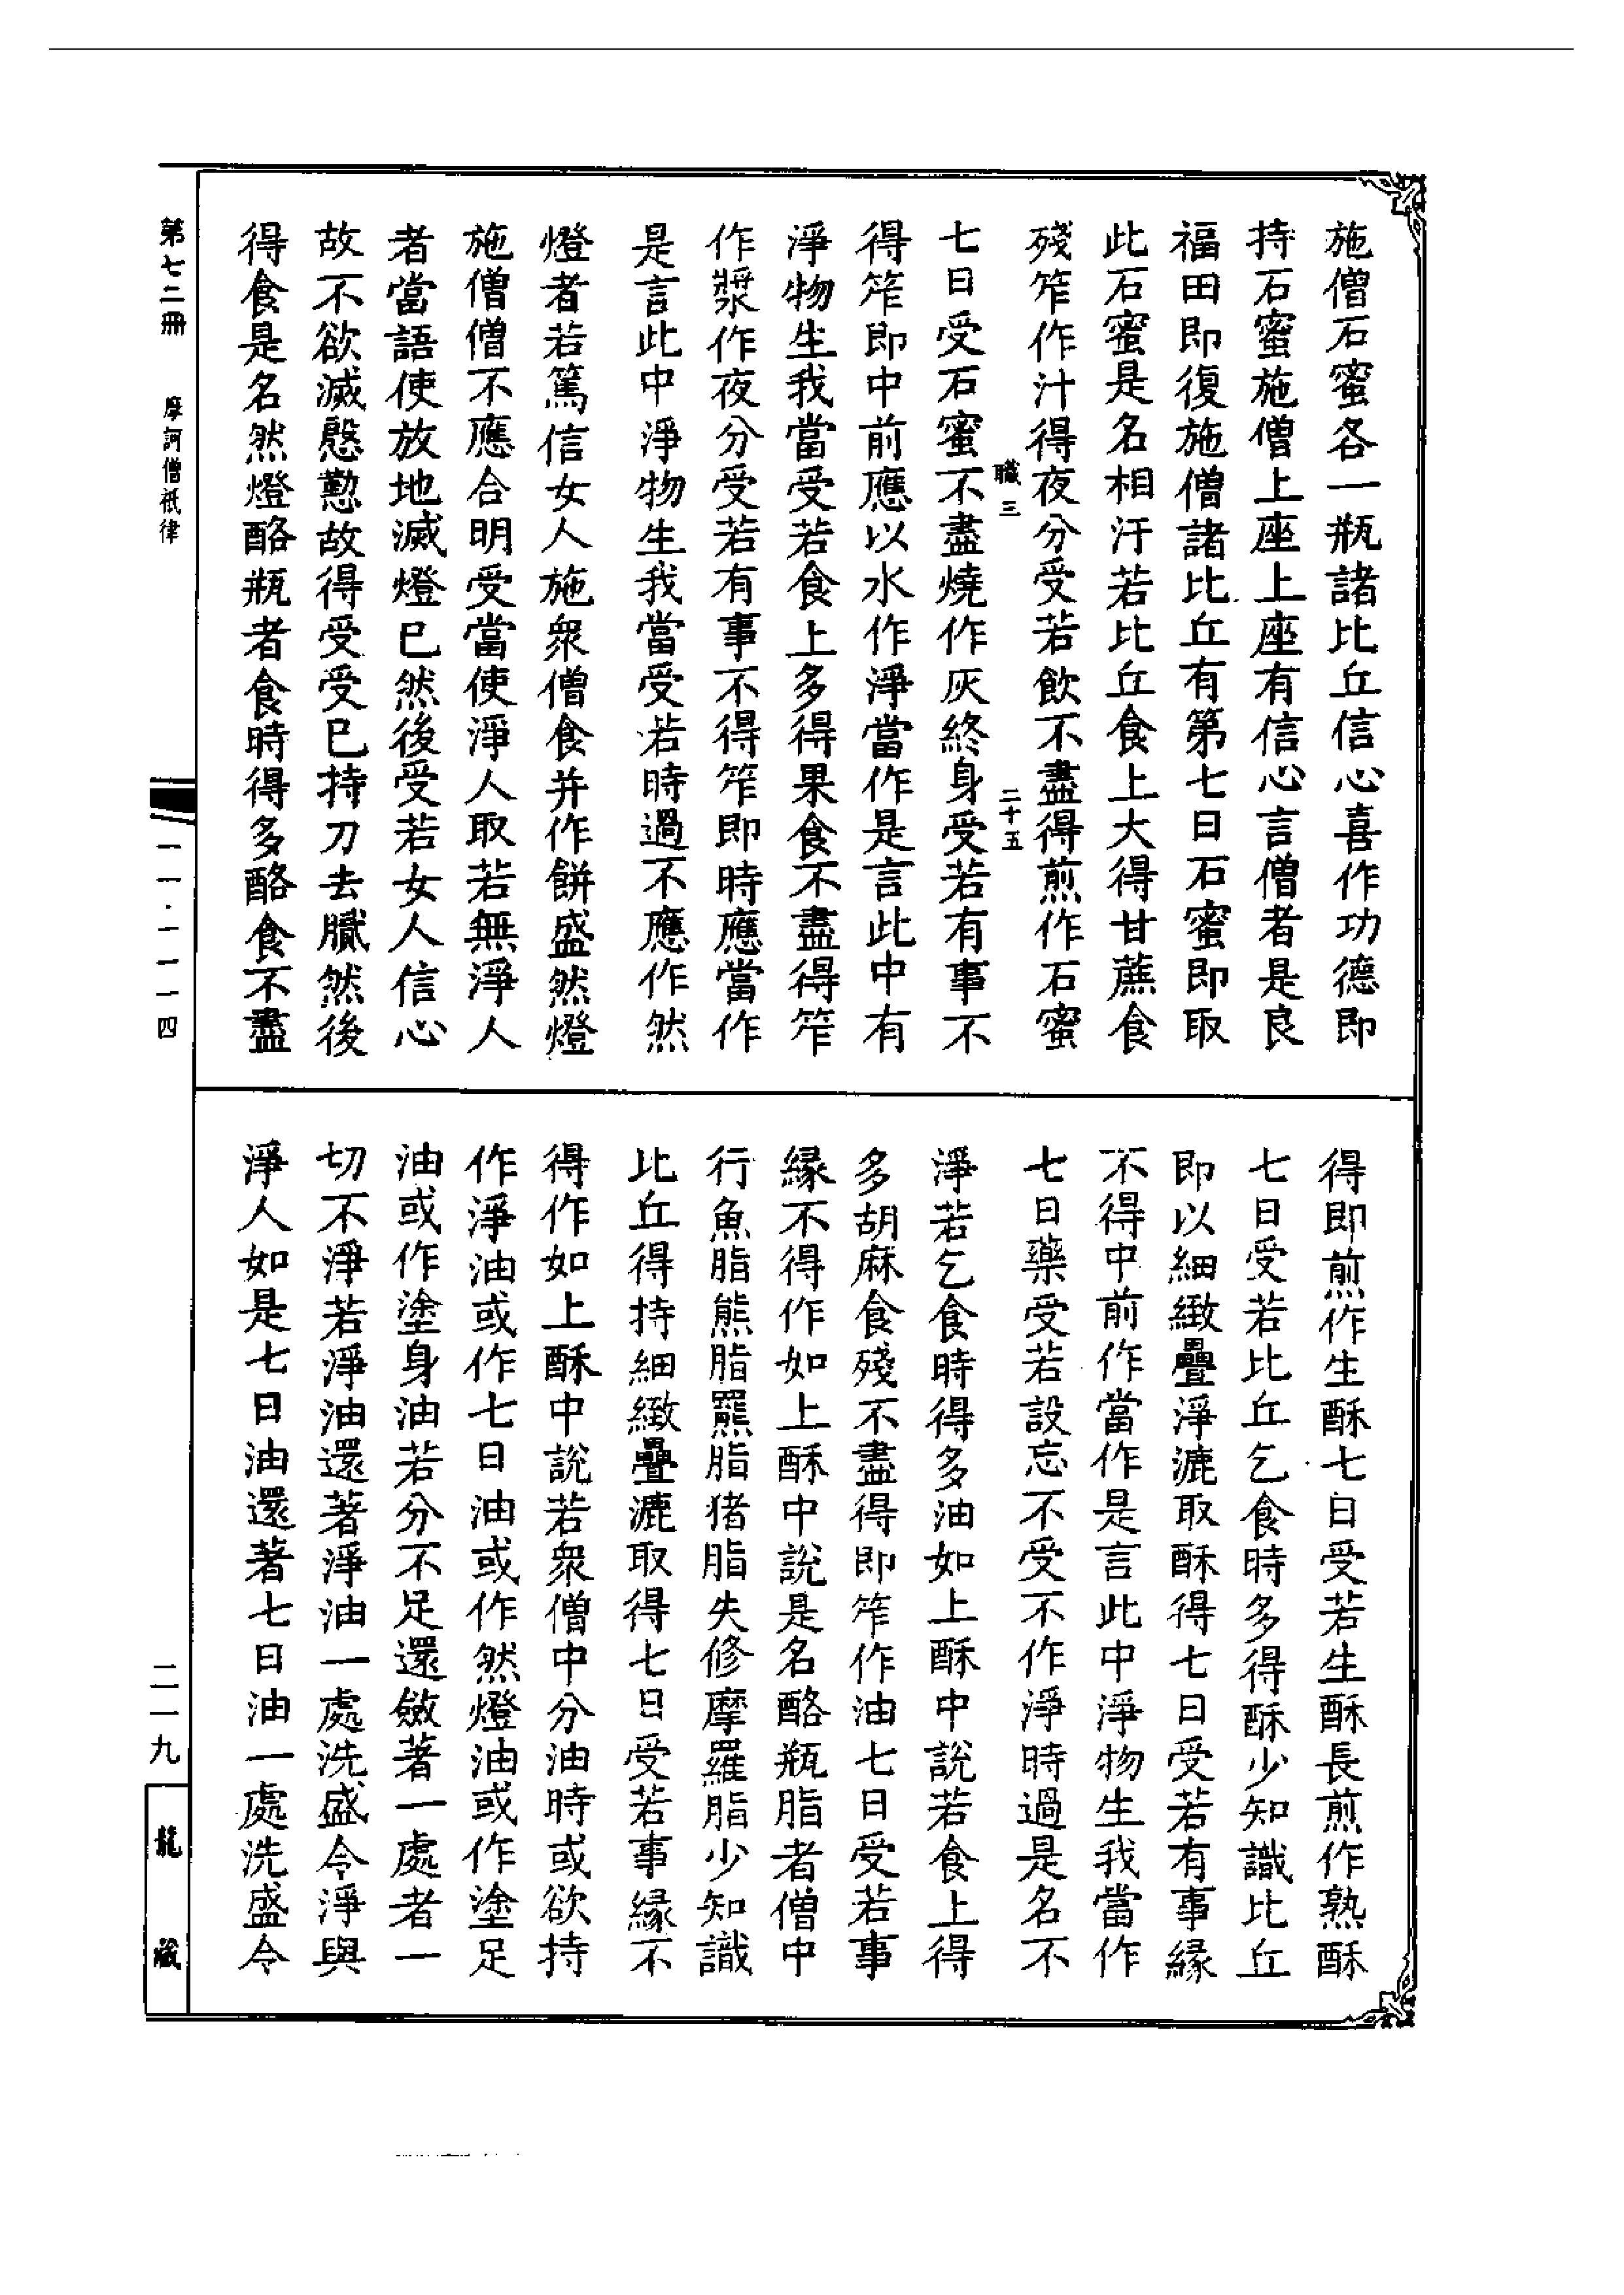 施僧石蜜各一瓶諸比丘信心喜作功德即
持石蜜施僧上座上座有信心言僧者是良
福田即復施僧諸比丘有第七日石蜜即取
此石蜜是名相汙若比丘食上大得甘蔗食
殘笮作汁得夜分受若飲不盡得煎作石蜜
職三 二十五
七日受石蜜不盡燒作灰終身受若有事不
得笮即中前應以水作淨當作是言此中有
淨物生我當受若食上多得果食不盡得笮
作漿作夜分受若有事不得笮即時應當作
是言此中淨物生我當受若時過不應作然
燈者若篤信女人施眾僧食并作餅盛然燈
施僧僧不應合明受當使淨人取若無淨人
者當語使放地滅燈已然後受若女人信心
故不欲滅慇懃故得受受已持刀去膩然後
得食是名然燈酪瓶者食時得多酪食不盡
得即煎作生酥七日受若生酥長煎作熟酥
七日受若比丘乞食時多得酥少知識比丘
即以細緻疊淨漉取酥得七日受若有事緣
不得中前作當作是言此中淨物生我當作
七日藥受若設忘不受不作淨時過是名不
淨若乞食時得多油如上酥中說若食上得
多胡麻食殘不盡得即笮作油七日受若事
緣不得作如上酥中說是名酪瓶脂者僧中
行魚脂熊脂羆脂猪脂失修摩羅脂少知識
比丘得持細緻疊漉取得七日受若事緣不
得作如上酥中說若眾僧中分油時或欲持
作淨油或作七日油或作然燈油或作塗足
油或作塗身油若分不足還斂著一處者一
切不淨若淨油還著淨油一處洗盛令淨與
淨人如是七日油還著七日油一處洗盛令
第七二冊 摩訶僧祇律
一一·一一一四
二一九
龍藏